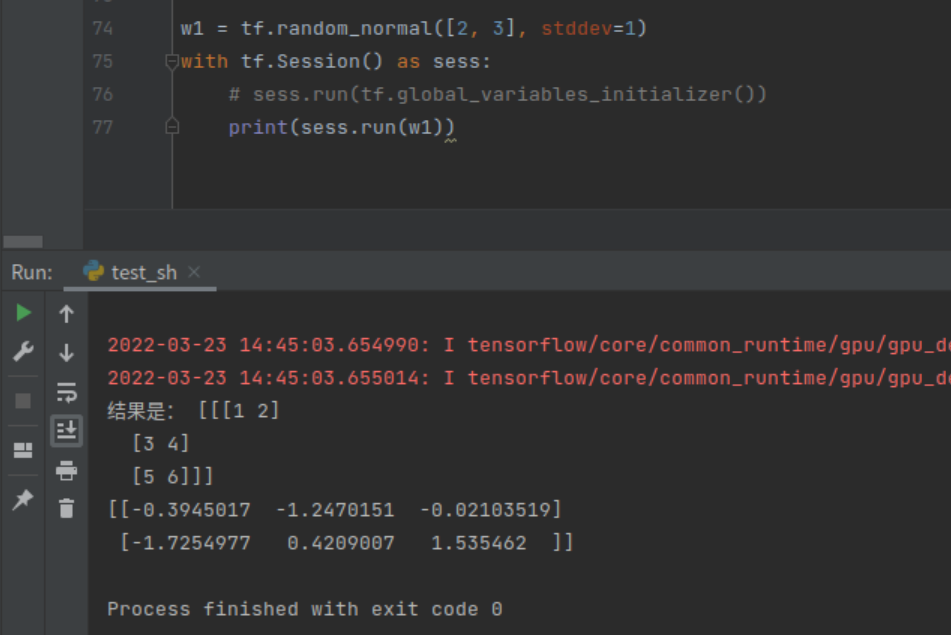 74 w1 = tf.random_normal([2, 3], stddev=1)
75 with tf.Session() as sess:
76 # sess.run(tf.global_variables_initializer())
77 print(sess.run(w1))
Run: test_sh
2022-03-23 14:45:03.654990: I tensorflow/core/common_runtime/gpu/gpu_d
2022-03-23 14:45:03.655014: I tensorflow/core/common_runtime/gpu/gpu_d
结果是： [[[1 2]
[3 4]
[5 6]]]
[[-0.3945017 -1.2470151 -0.02103519]
[-1.7254977 0.4209007 1.535462 ]]
Process finished with exit code 0